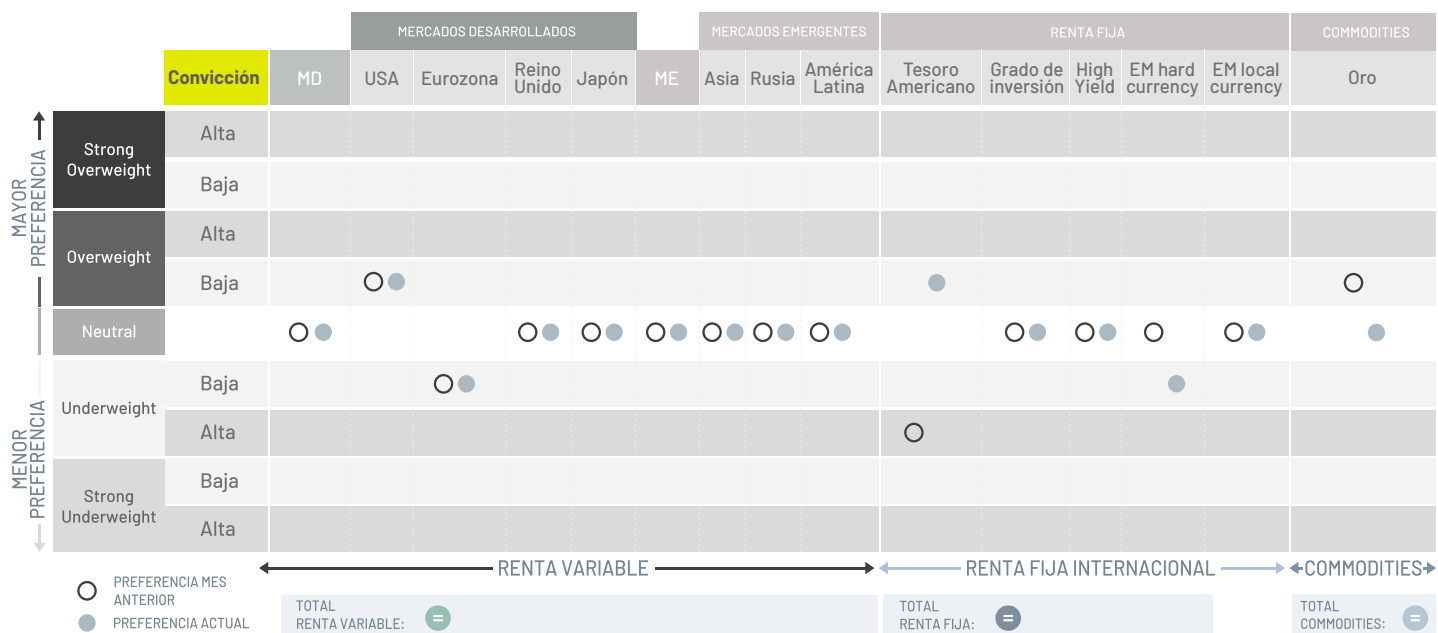 MERCADOS DESARROLLADOS
MERCADOS EMERGENTES
RENTA FIJA
COMMODITIES
Convicción
MD
USA
Eurozona
Reino
Unido
Japón
ME
Asia
Rusia
América
Latina
Tesoro
Americano
Grado de
inversión
High
Yield
EM hard
currency
EM local
currency
Oro
MAYOR
PREFERENCIA
Strong
Overweight
Alta
Baja
Overweight
Alta
Baja
Neutral
MENOR
PREFERENCIA
Underweight
Baja
Alta
Strong
Underweight
Baja
Alta
RENTA VARIABLE
RENTA FIJA INTERNACIONAL
COMMODITIES
PREFERENCIA MES
ANTERIOR
PREFERENCIA ACTUAL
TOTAL
RENTA VARIABLE: =
TOTAL
RENTA FIJA: =
TOTAL
COMMODITIES: =